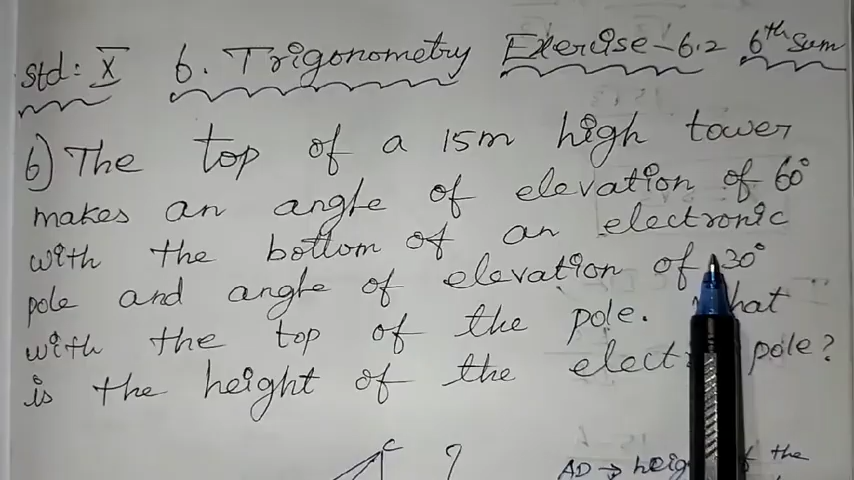 Std: X 6. Trigonometry Exercise-6.2 6th Sum
6) The top of a 15m high tower
makes an angle of elevation of 60°
with the bottom of an electronic
pole and angle of elevation of 30°
with the top of the pole. What
is the height of the pole?
C ?
AD → of the